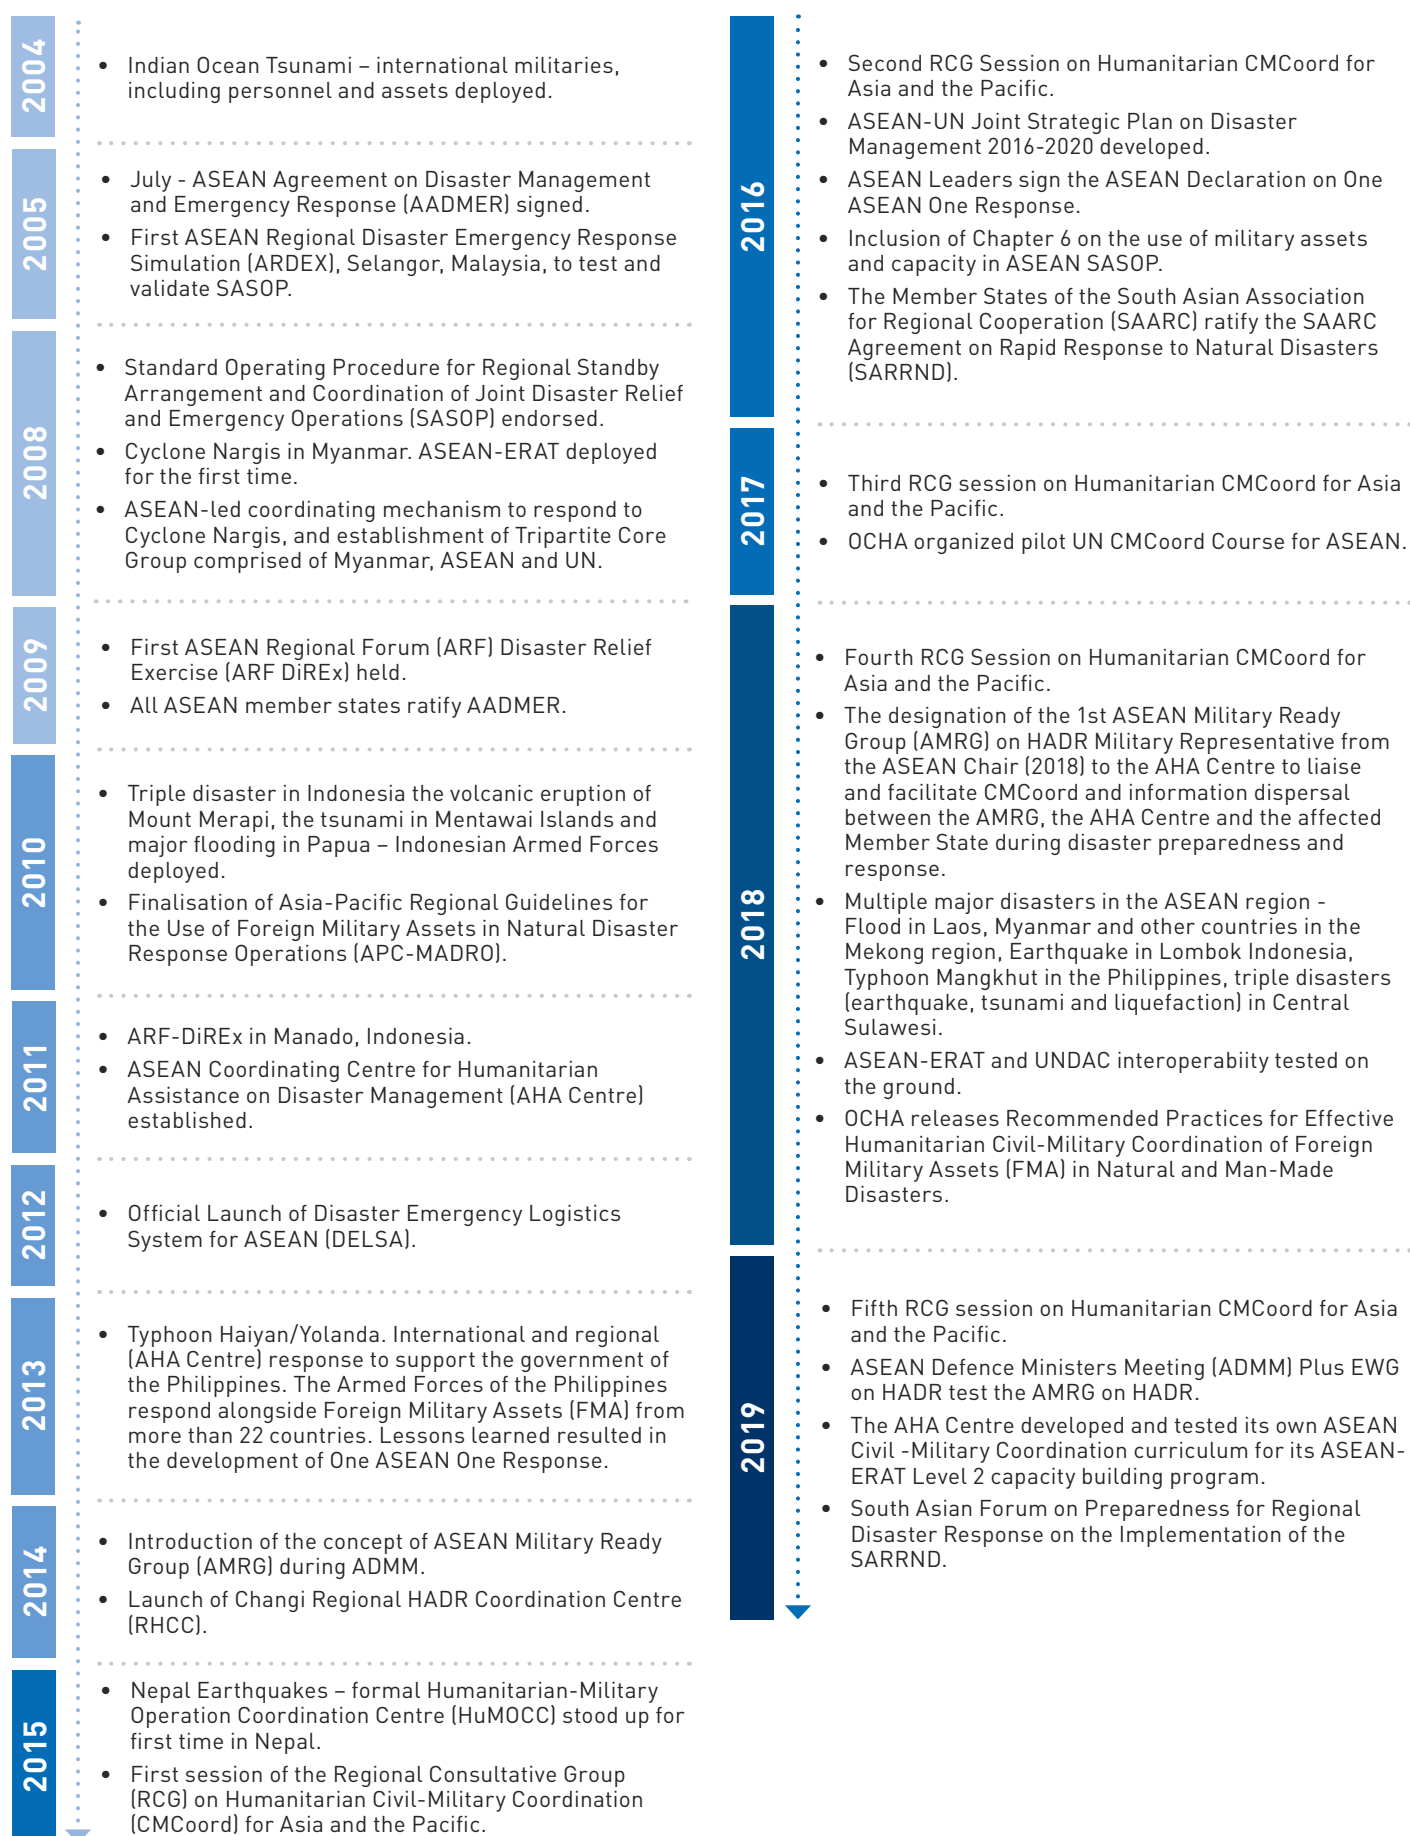 2004
• Indian Ocean Tsunami – international militaries,
including personnel and assets deployed.
2005
• July - ASEAN Agreement on Disaster Management
and Emergency Response (AADMER) signed.
• First ASEAN Regional Disaster Emergency Response
Simulation (ARDEX), Selangor, Malaysia, to test and
validate SASOP.
2008
• Standard Operating Procedure for Regional Standby
Arrangement and Coordination of Joint Disaster Relief
and Emergency Operations (SASOP) endorsed.
• Cyclone Nargis in Myanmar. ASEAN-ERAT deployed
for the first time.
• ASEAN-led coordinating mechanism to respond to
Cyclone Nargis, and establishment of Tripartite Core
Group comprised of Myanmar, ASEAN and UN.
2009
• First ASEAN Regional Forum (ARF) Disaster Relief
Exercise (ARF DiREx) held.
• All ASEAN member states ratify AADMER.
2010
• Triple disaster in Indonesia the volcanic eruption of
Mount Merapi, the tsunami in Mentawai Islands and
major flooding in Papua – Indonesian Armed Forces
deployed.
• Finalisation of Asia-Pacific Regional Guidelines for
the Use of Foreign Military Assets in Natural Disaster
Response Operations (APC-MADRO).
2011
• ARF-DiREx in Manado, Indonesia.
• ASEAN Coordinating Centre for Humanitarian
Assistance on Disaster Management (AHA Centre)
established.
2012
• Official Launch of Disaster Emergency Logistics
System for ASEAN (DELSA).
2013
• Typhoon Haiyan/Yolanda. International and regional
(AHA Centre) response to support the government of
the Philippines. The Armed Forces of the Philippines
respond alongside Foreign Military Assets (FMA) from
more than 22 countries. Lessons learned resulted in
the development of One ASEAN One Response.
2014
• Introduction of the concept of ASEAN Military Ready
Group (AMRG) during ADMM.
• Launch of Changi Regional HADR Coordination Centre
(RHCC).
2015
• Nepal Earthquakes – formal Humanitarian-Military
Operation Coordination Centre (HuMOCC) stood up for
first time in Nepal.
• First session of the Regional Consultative Group
(RCG) on Humanitarian Civil-Military Coordination
(CMCoord) for Asia and the Pacific.
2016
• Second RCG Session on Humanitarian CMCoord for
Asia and the Pacific.
• ASEAN-UN Joint Strategic Plan on Disaster
Management 2016-2020 developed.
• ASEAN Leaders sign the ASEAN Declaration on One
ASEAN One Response.
• Inclusion of Chapter 6 on the use of military assets
and capacity in ASEAN SASOP.
• The Member States of the South Asian Association
for Regional Cooperation (SAARC) ratify the SAARC
Agreement on Rapid Response to Natural Disasters
(SARRND).
2017
• Third RCG session on Humanitarian CMCoord for Asia
and the Pacific.
• OCHA organized pilot UN CMCoord Course for ASEAN.
2018
• Fourth RCG Session on Humanitarian CMCoord for
Asia and the Pacific.
• The designation of the 1st ASEAN Military Ready
Group (AMRG) on HADR Military Representative from
the ASEAN Chair (2018) to the AHA Centre to liaise
and facilitate CMCoord and information dispersal
between the AMRG, the AHA Centre and the affected
Member State during disaster preparedness and
response.
• Multiple major disasters in the ASEAN region -
Flood in Laos, Myanmar and other countries in the
Mekong region, Earthquake in Lombok Indonesia,
Typhoon Mangkhut in the Philippines, triple disasters
(earthquake, tsunami and liquefaction) in Central
Sulawesi.
• ASEAN-ERAT and UNDAC interoperabiity tested on
the ground.
• OCHA releases Recommended Practices for Effective
Humanitarian Civil-Military Coordination of Foreign
Military Assets (FMA) in Natural and Man-Made
Disasters.
2019
• Fifth RCG session on Humanitarian CMCoord for Asia
and the Pacific.
• ASEAN Defence Ministers Meeting (ADMM) Plus EWG
on HADR test the AMRG on HADR.
• The AHA Centre developed and tested its own ASEAN
Civil -Military Coordination curriculum for its ASEAN-
ERAT Level 2 capacity building program.
• South Asian Forum on Preparedness for Regional
Disaster Response on the Implementation of the
SARRND.